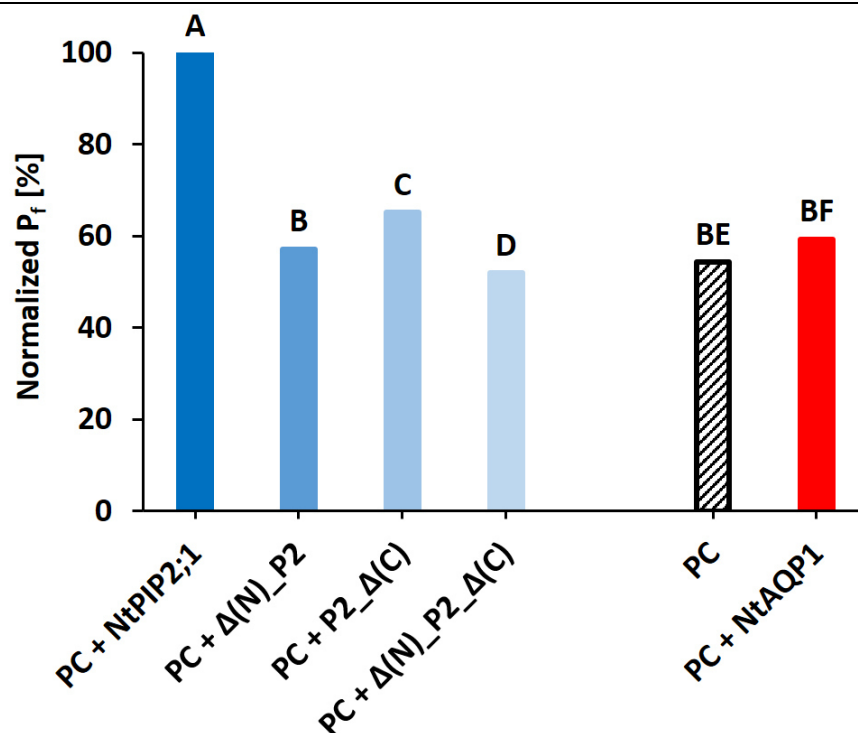 Normalized Pf [%]
100
80
60
40
20
0
A
B
C
D
BE
BF
PC + NtPIP2;1
PC + Δ(N)_P2
PC + P2_Δ(C)
PC + Δ(N)_P2_Δ(C)
PC
PC + NtAQP1